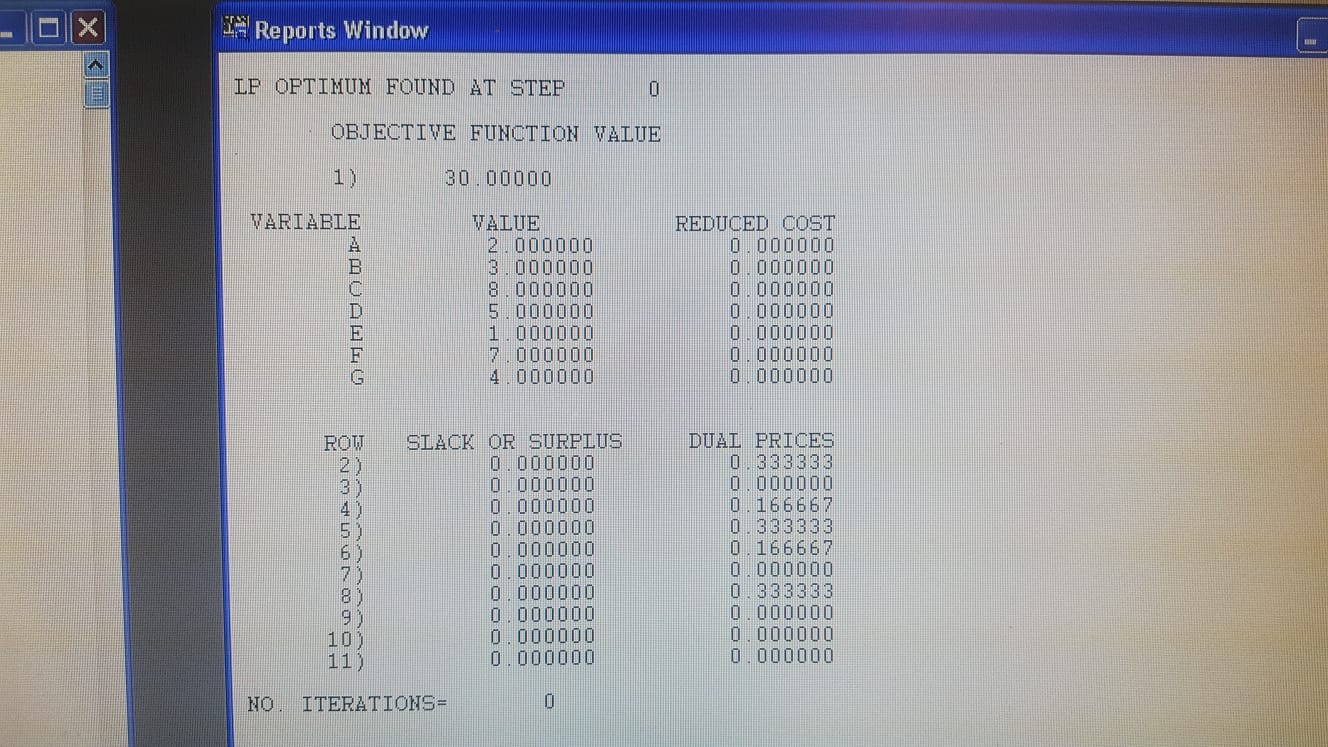 Reports Window
LP OPTIMUM FOUND AT STEP 0
OBJECTIVE FUNCTION VALUE
1) 30.00000
VARIABLE VALUE REDUCED COST
A 2.000000 0.000000
B 3.000000 0.000000
C 8.000000 0.000000
D 5.000000 0.000000
E 1.000000 0.000000
F 7.000000 0.000000
G 4.000000 0.000000
ROW SLACK OR SURPLUS DUAL PRICES
2) 0.000000 0.333333
3) 0.000000 0.000000
4) 0.000000 0.166667
5) 0.000000 0.333333
6) 0.000000 0.166667
7) 0.000000 0.000000
8) 0.000000 0.333333
9) 0.000000 0.000000
10) 0.000000 0.000000
11) 0.000000 0.000000
NO. ITERATIONS= 0